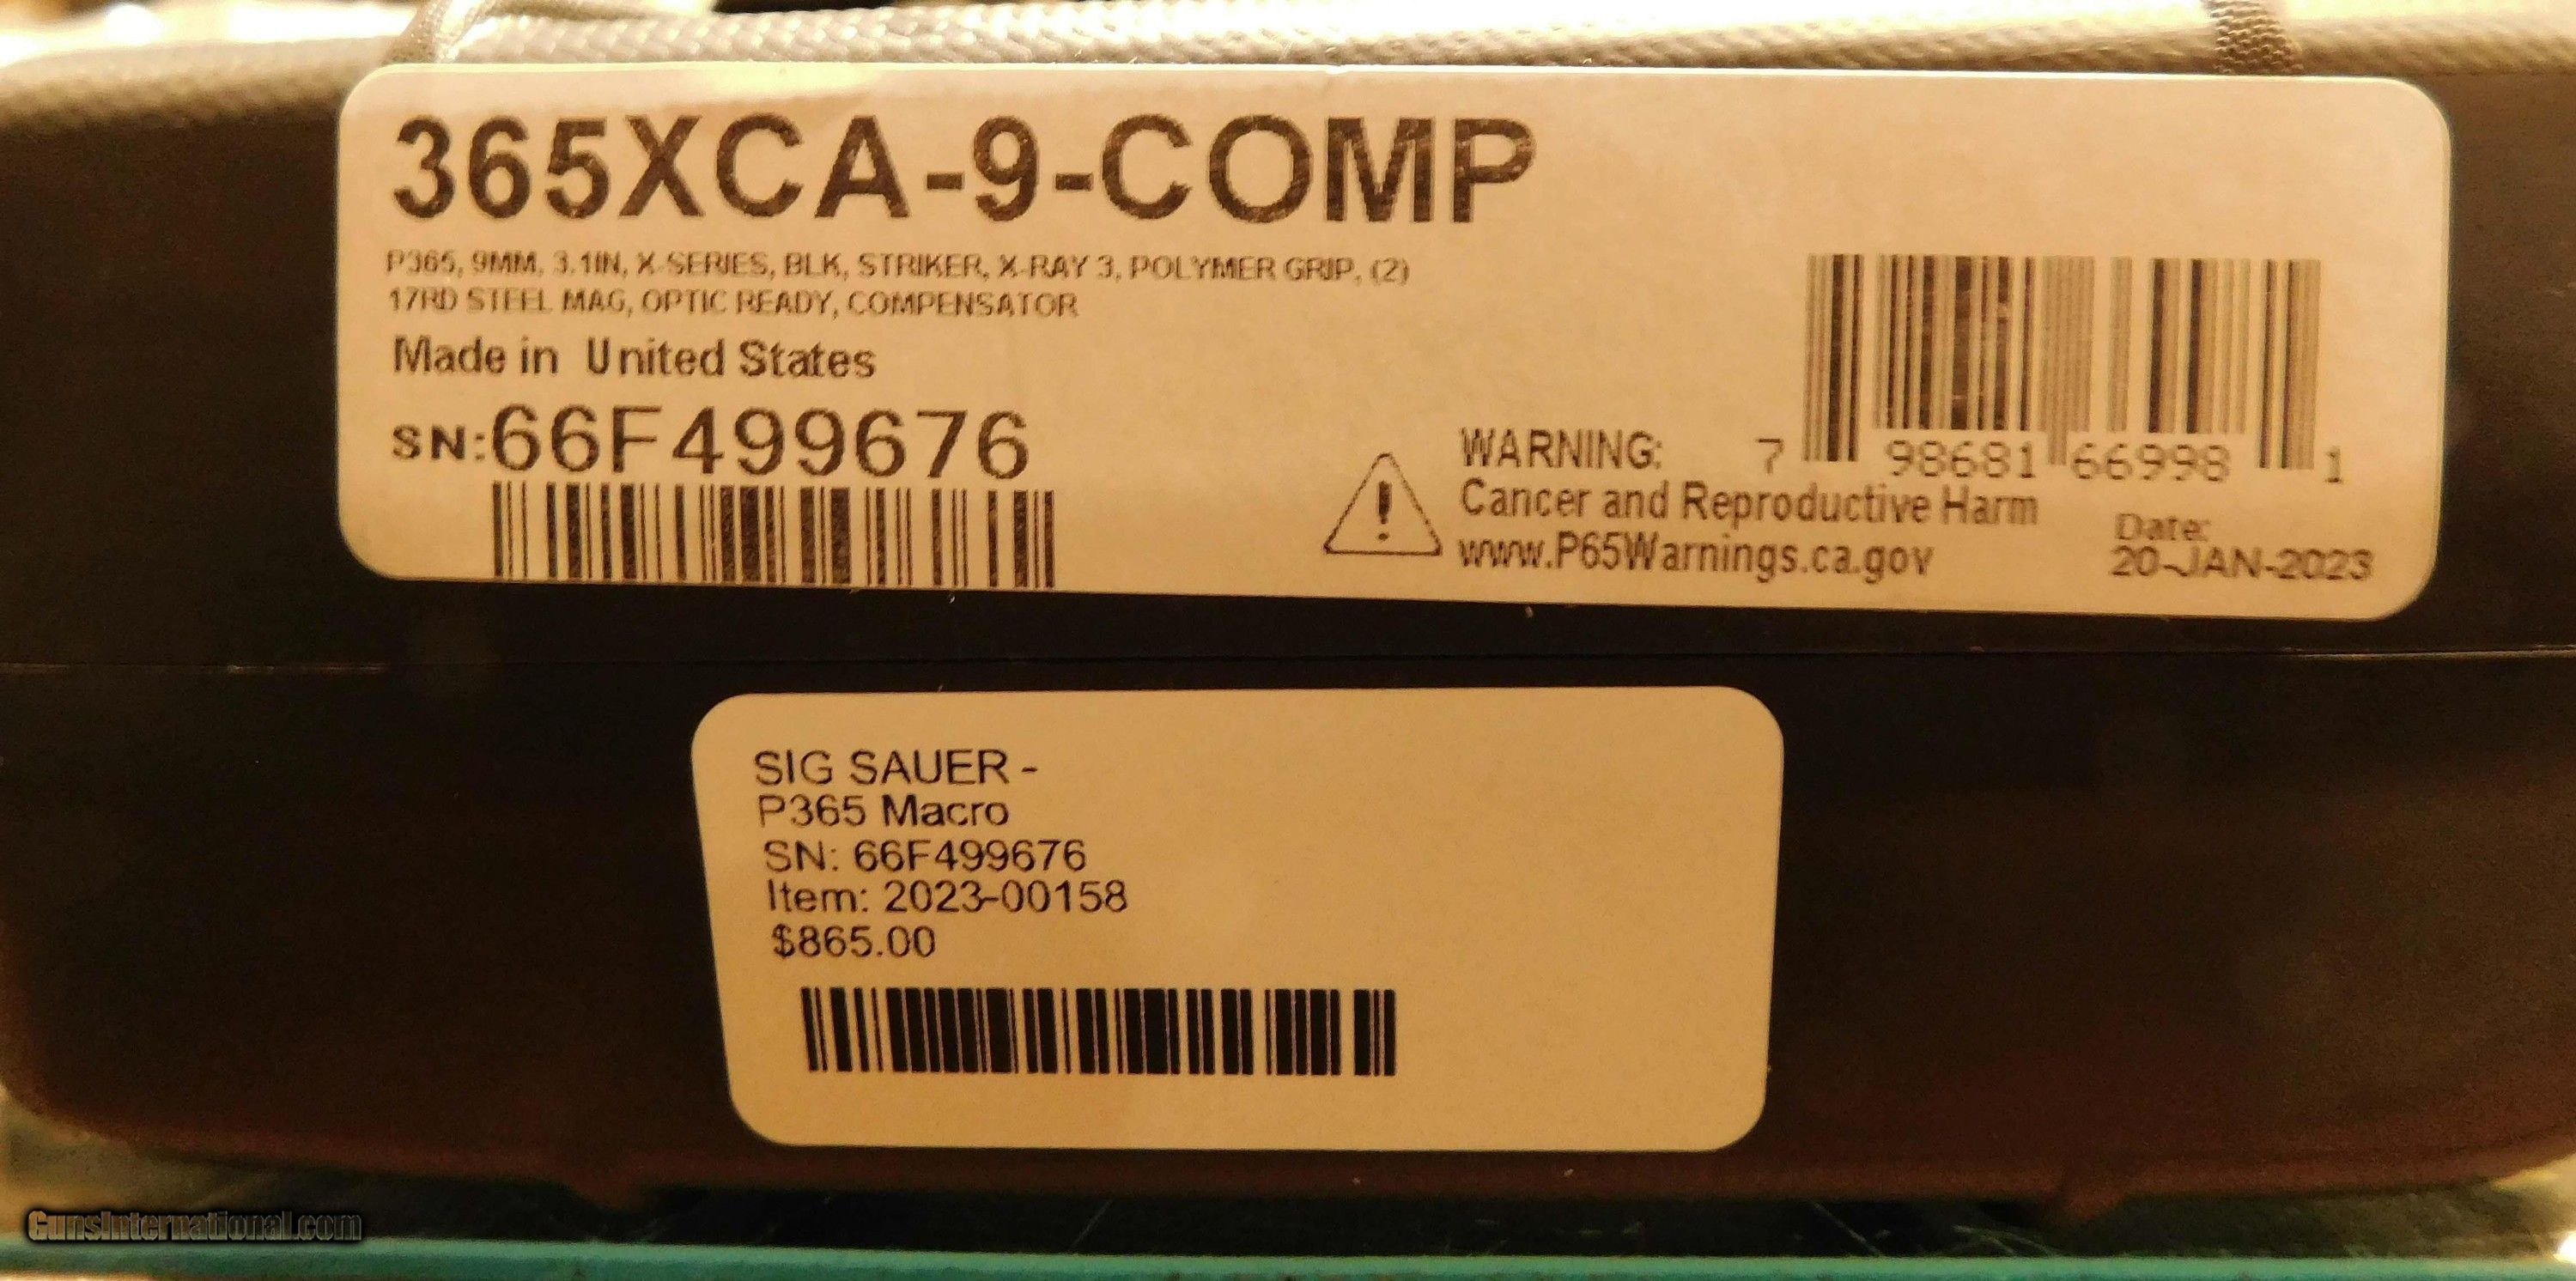 365XCA-9-COMP
P365, 9MM, 3.1IN, X-SERIES, BLK, STRIKER, X-RAY 3, POLYMER GRIP, (2)
17RD STEEL MAG, OPTIC READY, COMPENSATOR
Made in United States
SN:66F499676
WARNING:
Cancer and Reproductive Harm
www.P65Warnings.ca.gov
7 98681 66998 1
Date:
20-JAN-2023
SIG SAUER -
P365 Macro
SN: 66F499676
Item: 2023-00158
$865.00
GunsInternational.com